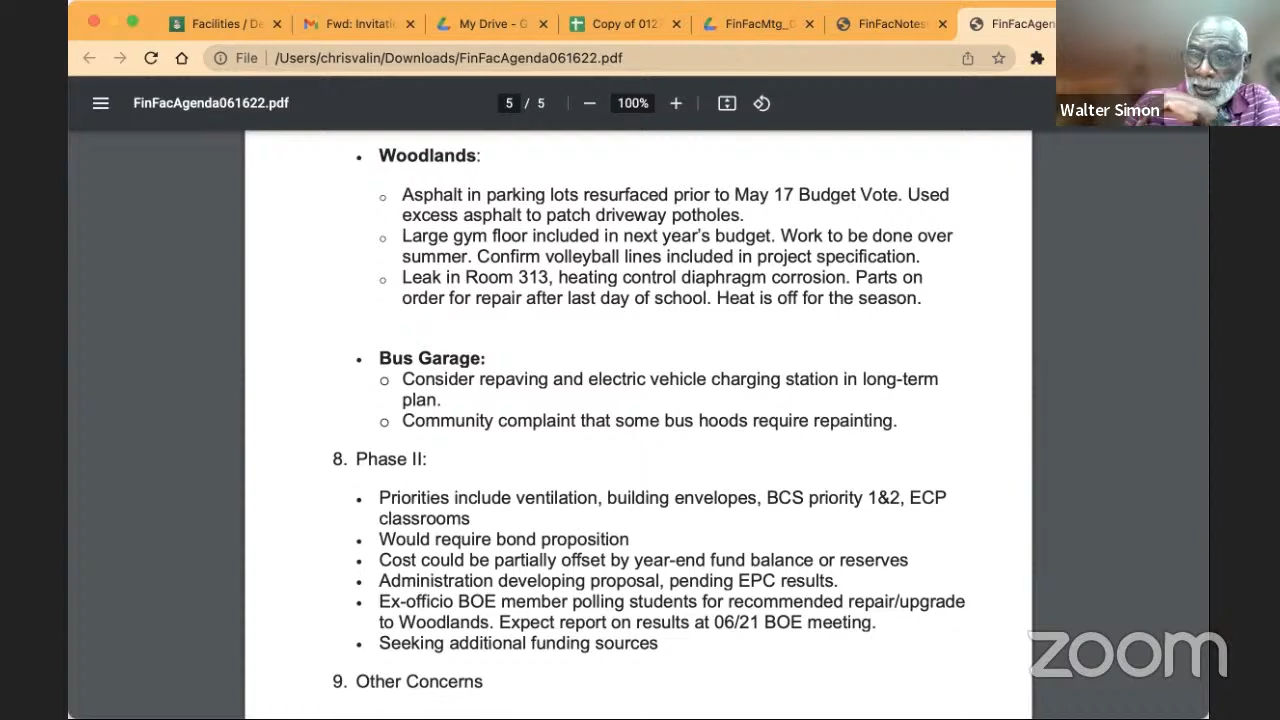 Facilities / De
Fwd: Invitati
My Drive - G
Copy of 012
FinFacMtg_0
FinFacNotes
FinFacAgen
File
/Users/chrisvalin/Downloads/FinFacAgenda061622.pdf
FinFacAgenda061622.pdf
5 / 5
100%
Walter Simon
• Woodlands:
○ Asphalt in parking lots resurfaced prior to May 17 Budget Vote. Used
excess asphalt to patch driveway potholes.
○ Large gym floor included in next year’s budget. Work to be done over
summer. Confirm volleyball lines included in project specification.
○ Leak in Room 313, heating control diaphragm corrosion. Parts on
order for repair after last day of school. Heat is off for the season.
• Bus Garage:
○ Consider repaving and electric vehicle charging station in long-term
plan.
○ Community complaint that some bus hoods require repainting.
8. Phase II:
• Priorities include ventilation, building envelopes, BCS priority 1&2, ECP
classrooms
• Would require bond proposition
• Cost could be partially offset by year-end fund balance or reserves
• Administration developing proposal, pending EPC results.
• Ex-officio BOE member polling students for recommended repair/upgrade
to Woodlands. Expect report on results at 06/21 BOE meeting.
• Seeking additional funding sources
9. Other Concerns
zoom